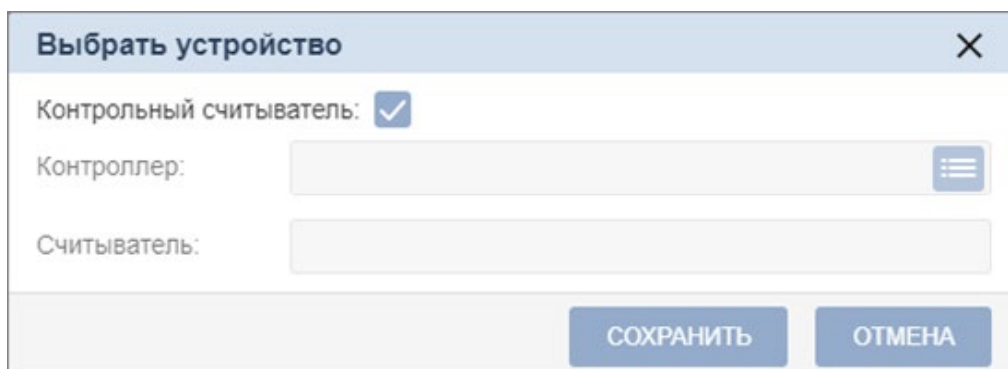 Выбрать устройство
Контрольный считыватель:
Контроллер:
Считыватель:
СОХРАНИТЬ ОТМЕНА